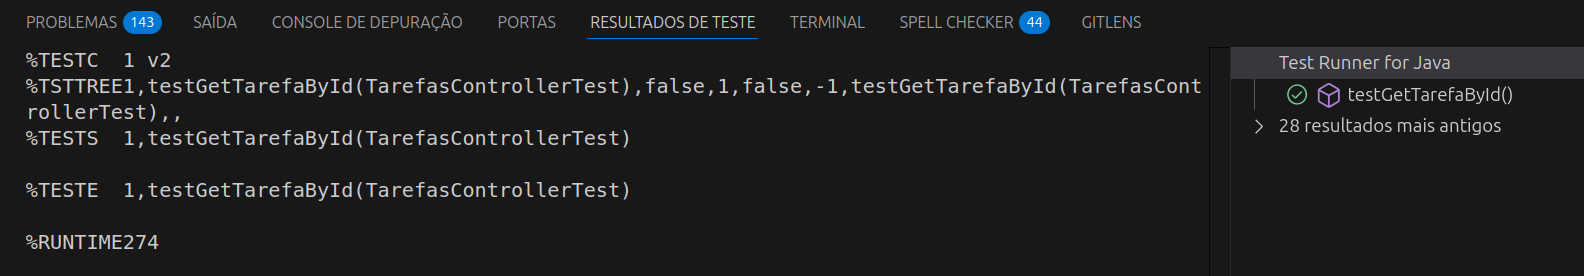 PROBLEMAS 143 SAÍDA CONSOLE DE DEPURAÇÃO PORTAS RESULTADOS DE TESTE TERMINAL SPELL CHECKER 44 GITLENS
%TESTC  1 v2
%TSTTREE1,testGetTarefaById(TarefasControllerTest),false,1,false,-1,testGetTarefaById(TarefasCont
rollerTest),,
%TESTS  1,testGetTarefaById(TarefasControllerTest)
%TESTE  1,testGetTarefaById(TarefasControllerTest)
%RUNTIME274
Test Runner for Java
testGetTarefaById()
28 resultados mais antigos